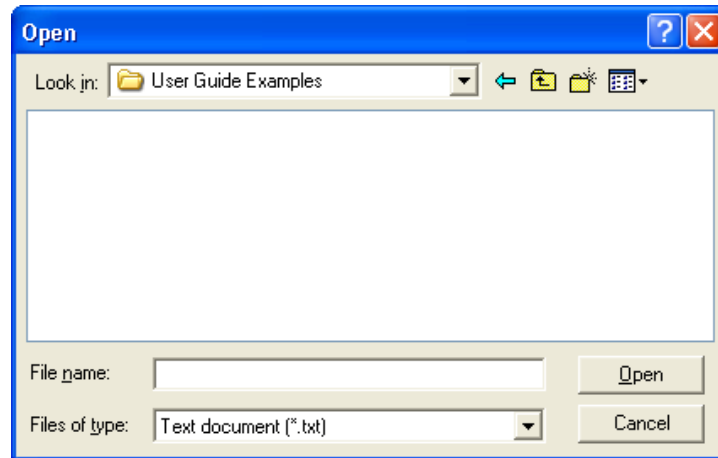 Open
Look in: User Guide Examples
File name: Open
Files of type: Text document (*.txt) Cancel